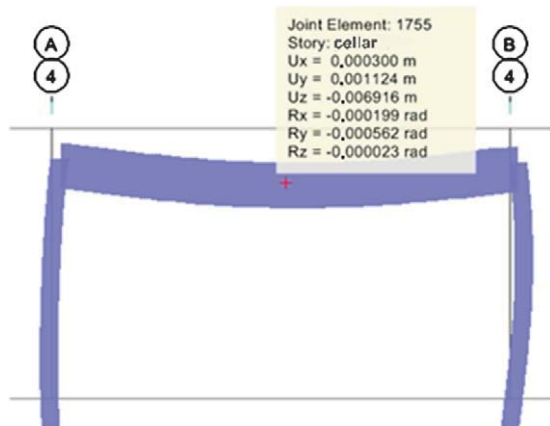 A
4
B
4
Joint Element: 1755
Story: cellar
Ux = 0.000300 m
Uy = 0.001124 m
Uz = -0.006916 m
Rx = -0.000199 rad
Ry = -0.000562 rad
Rz = -0.000023 rad